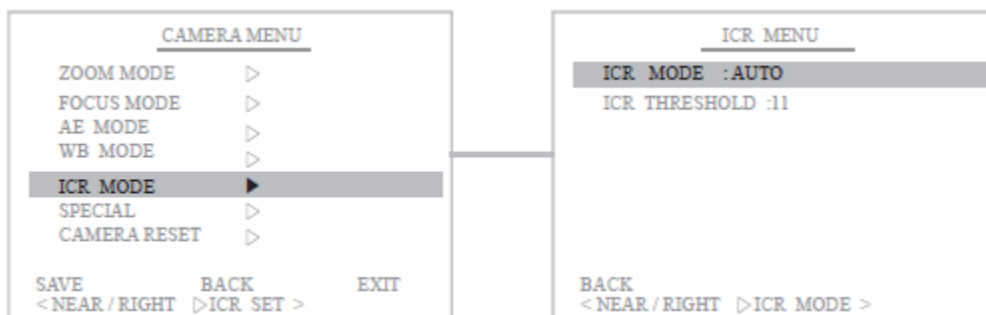 CAMERA MENU
ZOOM MODE ▷
FOCUS MODE ▷
AE MODE ▷
WB MODE ▷
ICR MODE ▶
SPECIAL ▷
CAMERA RESET ▷
SAVE BACK EXIT
< NEAR / RIGHT ▷ICR SET >
ICR MENU
ICR MODE : AUTO
ICR THRESHOLD :11
BACK
< NEAR / RIGHT ▷ICR MODE >